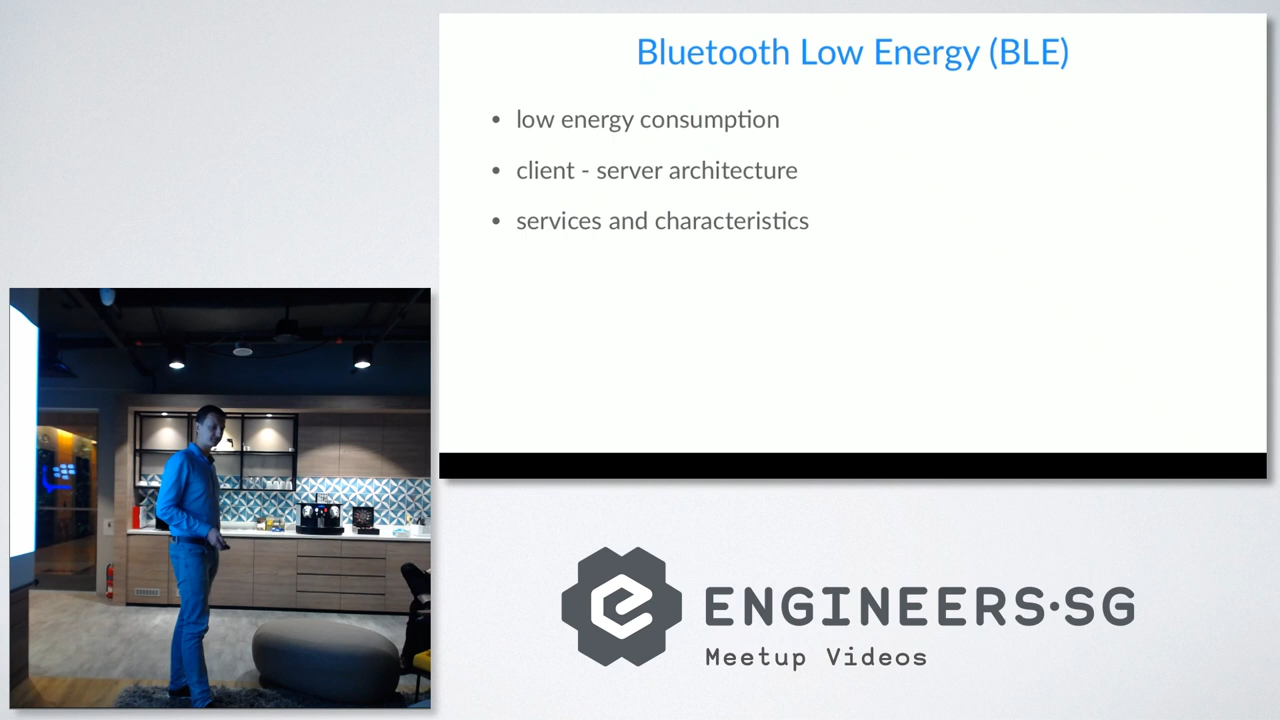 Bluetooth Low Energy (BLE)
• low energy consumption
• client - server architecture
• services and characteristics
ENGINEERS·SG
Meetup Videos